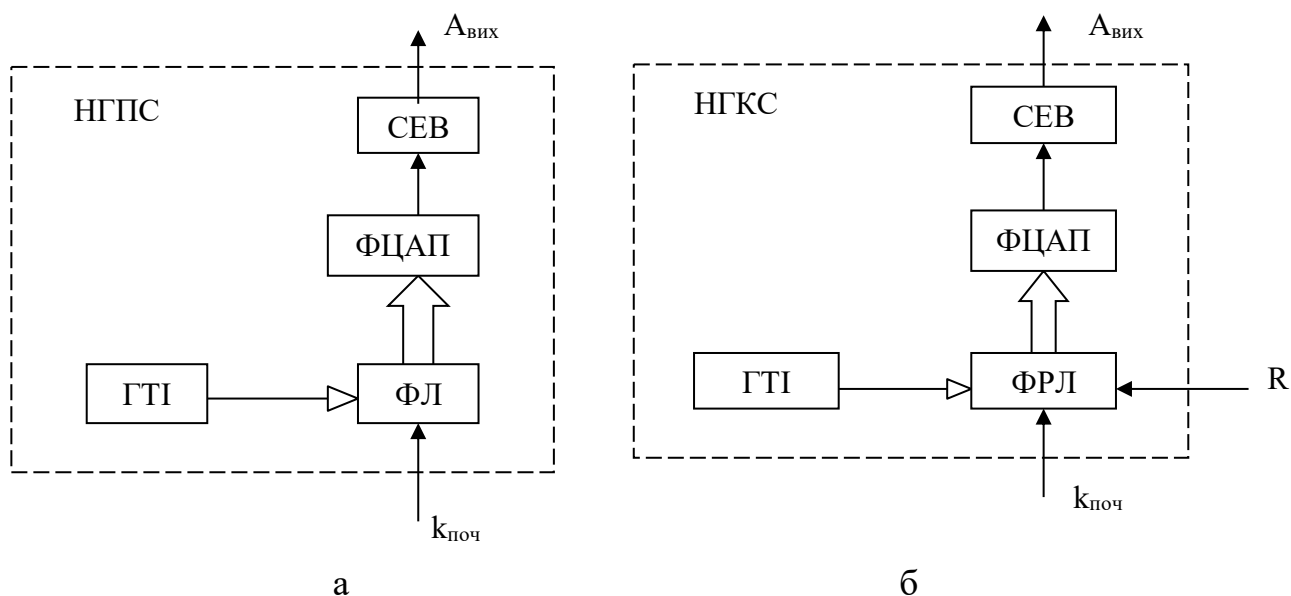 Aвих
НГПС
СЕВ
ФЦАП
ГТІ
ФЛ
kпоч
а
Aвих
НГКС
СЕВ
ФЦАП
ГТІ
ФРЛ
R
kпоч
б